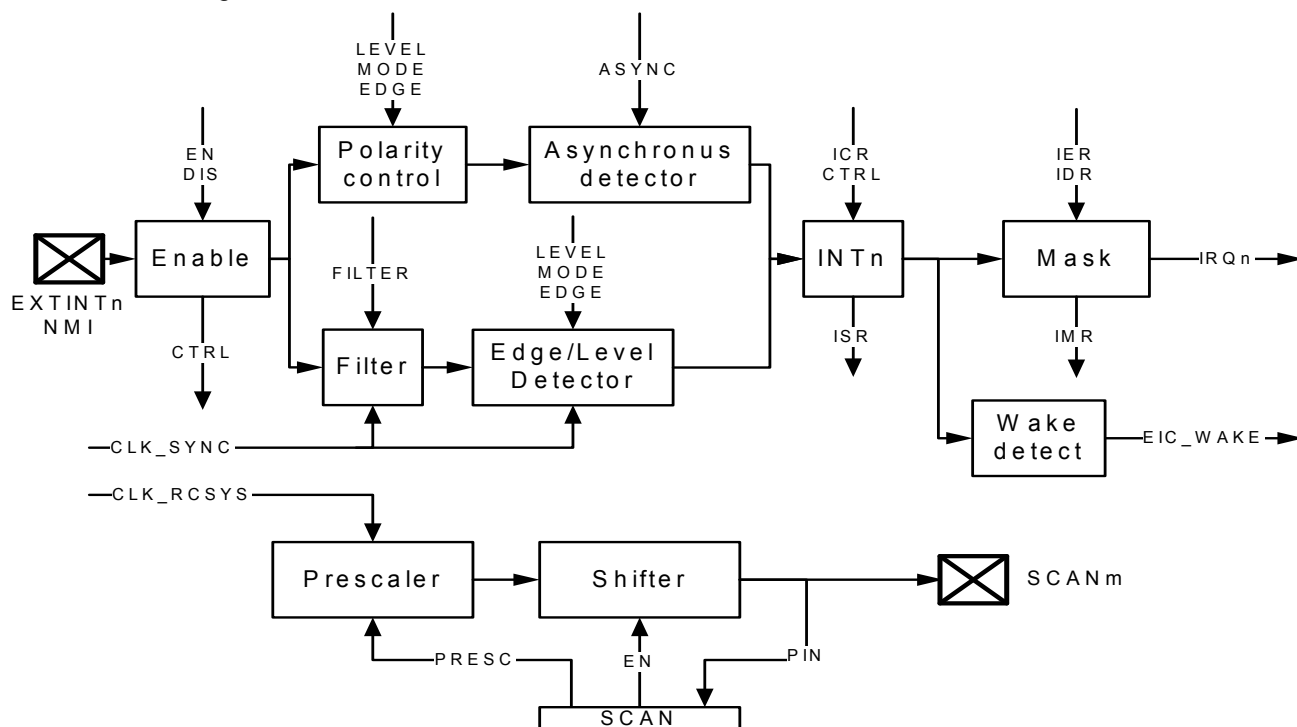 LEVEL
MODE
EDGE
ASYNC
EN
DIS
Polarity
control
Asynchronus
detector
ICR
CTRL
IER
IDR
Enable
EXTINTn
NMI
FILTER
LEVEL
MODE
EDGE
INTn
Mask
IRQn
CTRL
Filter
Edge/Level
Detector
ISR
IMR
CLK_SYNC
Wake
detect
EIC_WAKE
CLK_RCSYS
Prescaler
Shifter
SCANm
PRESC
EN
PIN
SCAN